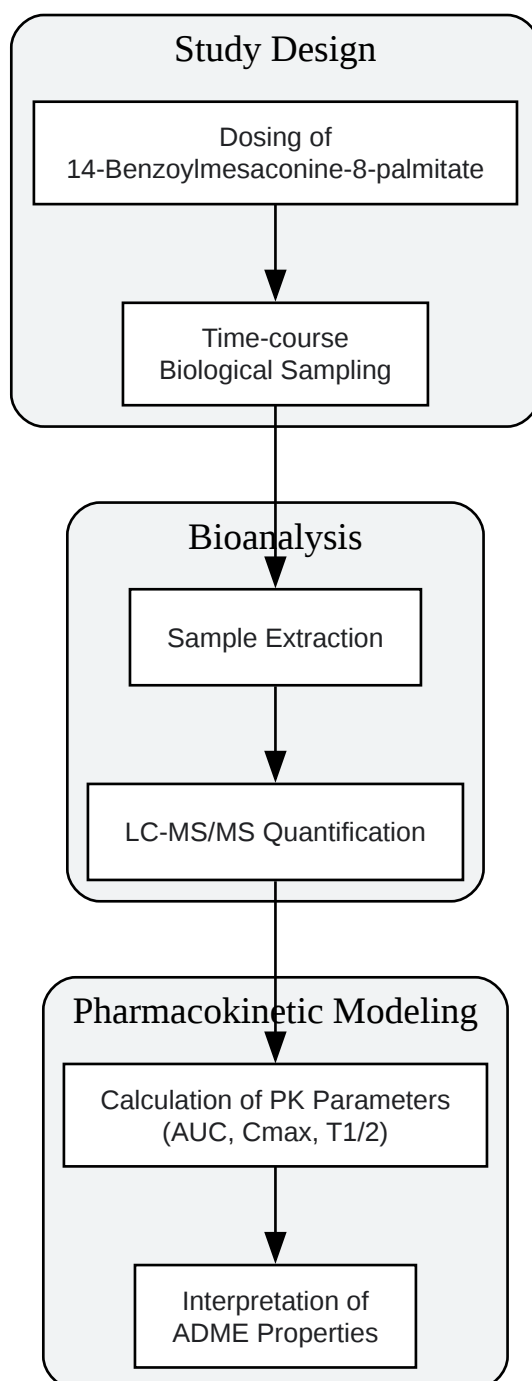 Study Design
Dosing of
14-Benzoylmesaconine-8-palmitate
Time-course
Biological Sampling
Bioanalysis
Sample Extraction
LC-MS/MS Quantification
Pharmacokinetic Modeling
Calculation of PK Parameters
(AUC, Cmax, T1/2)
Interpretation of
ADME Properties